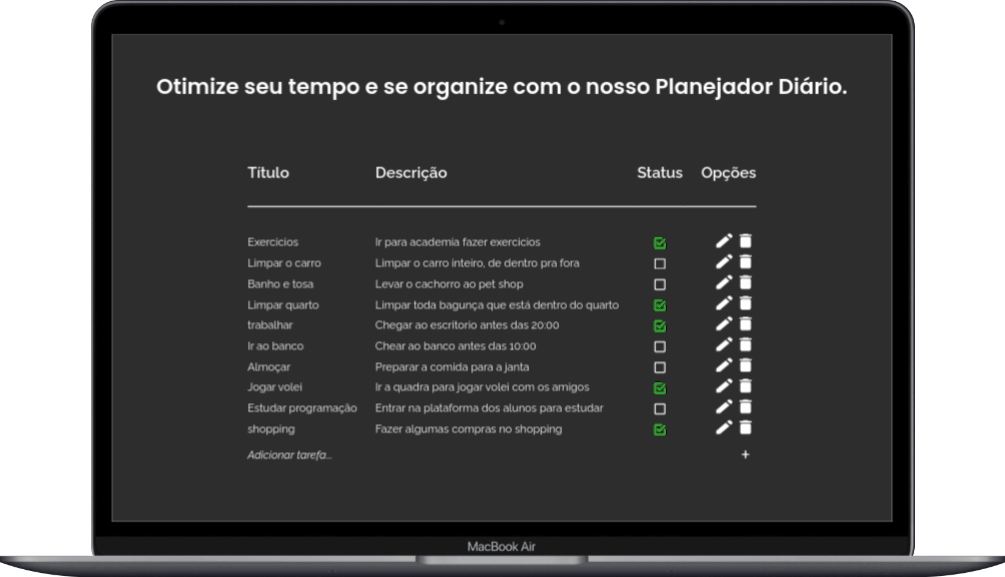 Otimize seu tempo e se organize com o nosso Planejador Diário.
Título Descrição Status Opções
Exercicios Ir para academia fazer exercicios
Limpar o carro Limpar o carro inteiro, de dentro pra fora
Banho e tosa Levar o cachorro ao pet shop
Limpar quarto Limpar toda bagunça que está dentro do quarto
trabalhar Chegar ao escritorio antes das 20:00
Ir ao banco Chear ao banco antes das 10:00
Almoçar Preparar a comida para a janta
Jogar volei Ir a quadra para jogar volei com os amigos
Estudar programação Entrar na plataforma dos alunos para estudar
shopping Fazer algumas compras no shopping
Adicionar tarefa... +
MacBook Air